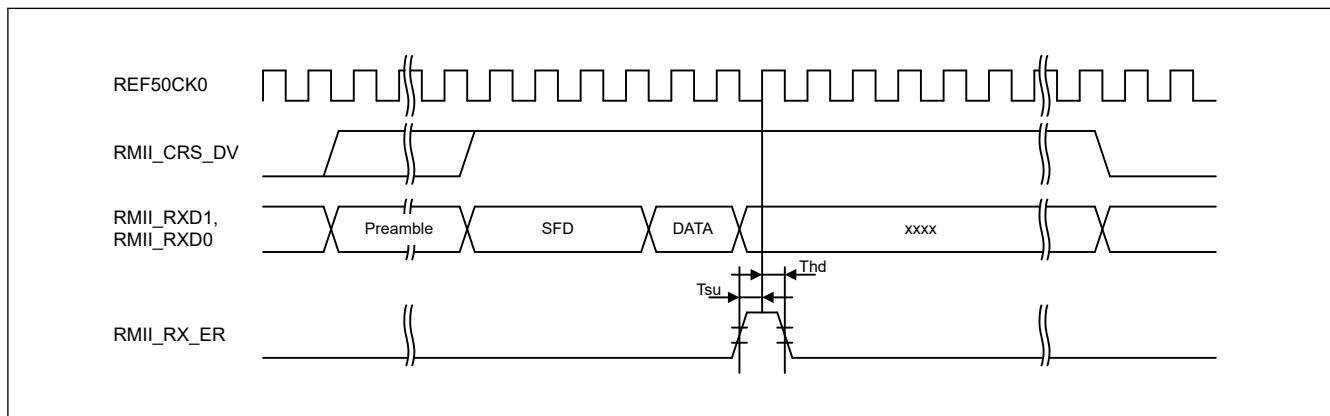 REF50CK0
RMII_CRS_DV
RMII_RXD1,
RMII_RXD0
Preamble
SFD
DATA
xxxx
Thd
Tsu
RMII_RX_ER